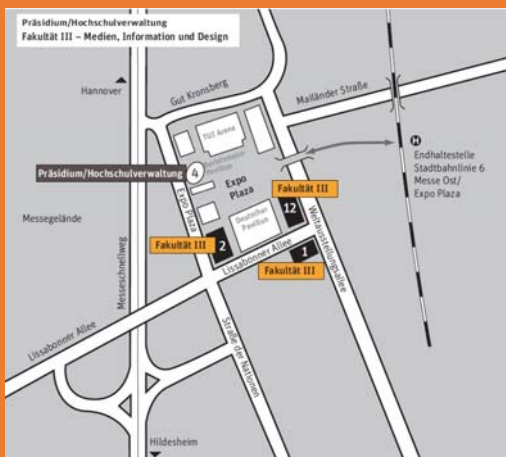 Präsidium/Hochschulverwaltung
Fakultät III – Medien, Information und Design
Hannover
Gut Kronsberg
Mailänder Straße
TUI Arena
H
Endhaltestelle
Stadtbahnlinie 6
Messe Ost/
Expo Plaza
Präsidium/Hochschulverwaltung
4
Pavillon
Expo
Plaza
Fakultät III
12
Messegelände
Expo Plaza
Deutscher
Pavillon
Fakultät III
2
1
Fakultät III
Weltausstellungsallee
Lissabonner Allee
Messeschnellweg
Lissabonner Allee
Straße der Nationen
Hildesheim